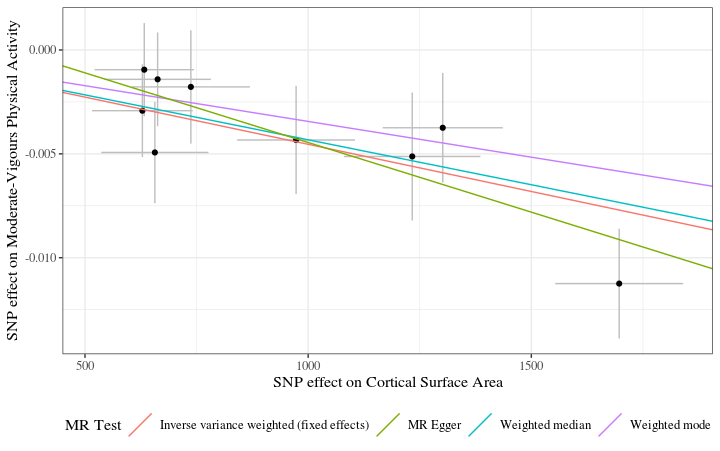 SNP effect on Moderate-Vigours Physical Activity
0.000
-0.005
-0.010
500
1000
1500
SNP effect on Cortical Surface Area
MR Test
Inverse variance weighted (fixed effects)
MR Egger
Weighted median
Weighted mode